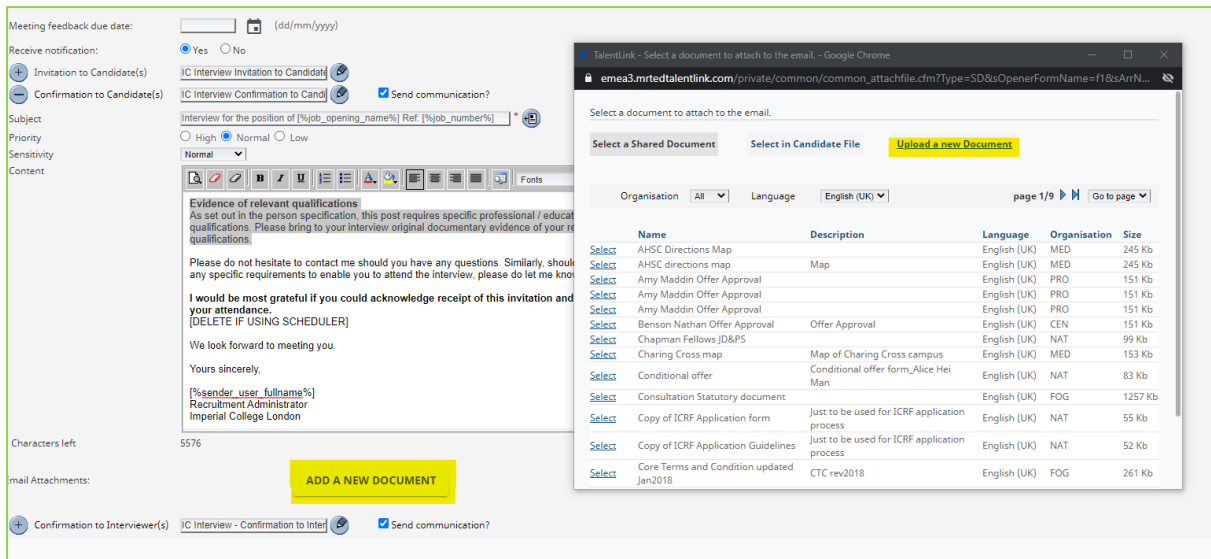 Meeting feedback due date: (dd/mm/yyyy)
Receive notification: Yes No
Invitation to Candidate(s) IC Interview Invitation to Candidate
Confirmation to Candidate(s) IC Interview Confirmation to Candi Send communication?
Subject Interview for the position of [%job_opening_name%] Ref: [%job_number%] *
Priority High Normal Low
Sensitivity Normal
Content
B I U A Fonts
Evidence of relevant qualifications
As set out in the person specification, this post requires specific professional / educat
qualifications. Please bring to your interview original documentary evidence of your re
qualifications.
Please do not hesitate to contact me should you have any questions. Similarly, shoul
any specific requirements to enable you to attend the interview, please do let me know
I would be most grateful if you could acknowledge receipt of this invitation and
your attendance.
[DELETE IF USING SCHEDULER]
We look forward to meeting you.
Yours sincerely,
[%sender_user_fullname%]
Recruitment Administrator
Imperial College London
Characters left 5576
Email Attachments: ADD A NEW DOCUMENT
Confirmation to Interviewer(s) IC Interview - Confirmation to Inter Send communication?
TalentLink - Select a document to attach to the email. - Google Chrome
emea3.mrtedtalentlink.com/private/common/common_attachfile.cfm?Type=SD&sOpenerFormName=f1&sArrN...
Select a document to attach to the email.
Select a Shared Document Select in Candidate File Upload a new Document
Organisation All Language English (UK) page 1/9 Go to page
Name Description Language Organisation Size
Select AHSC Directions Map English (UK) MED 245 Kb
Select AHSC directions map Map English (UK) MED 245 Kb
Select Amy Maddin Offer Approval English (UK) PRO 151 Kb
Select Amy Maddin Offer Approval English (UK) PRO 151 Kb
Select Amy Maddin Offer Approval English (UK) PRO 151 Kb
Select Benson Nathan Offer Approval Offer Approval English (UK) CEN 151 Kb
Select Chapman Fellows JD&PS English (UK) NAT 99 Kb
Select Charing Cross map Map of Charing Cross campus English (UK) MED 153 Kb
Select Conditional offer Conditional offer form_Alice Hei
Man English (UK) NAT 83 Kb
Select Consultation Statutory document English (UK) FOG 1257 Kb
Select Copy of ICRF Application form Just to be used for ICRF application
process English (UK) NAT 55 Kb
Select Copy of ICRF Application Guidelines Just to be used for ICRF application
process English (UK) NAT 52 Kb
Select Core Terms and Condition updated
Jan2018 CTC rev2018 English (UK) FOG 261 Kb